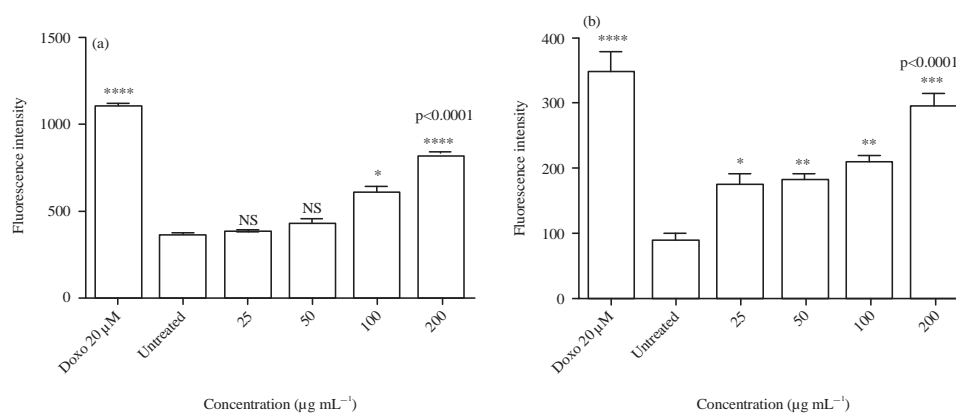 (a)
Fluorescence intensity
1500
1000
500
0
****
NS
NS
*
p<0.0001
****
Doxo 20 µM
Untreated
25
50
100
200
Concentration (µg mL⁻¹)
(b)
Fluorescence intensity
400
300
200
100
0
****
*
**
**
p<0.0001
***
Doxo 20 µM
Untreated
25
50
100
200
Concentration (µg mL⁻¹)